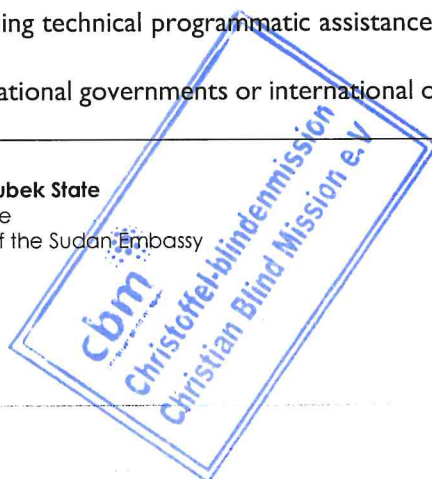 ing technical programmatic assistance
ational governments or international o
ubek State
e
f the Sudan Embassy
cbm
Christoffel-blindenmission
Christian Blind Mission e.V